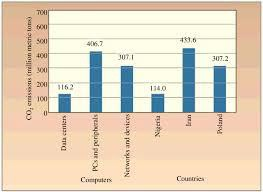 700
600
500
400
300
200
100
0
CO₂ emissions (million metric tons)
116.2
406.7
307.1
114.0
433.6
307.2
Data centers
PCs and peripherals
Networks and devices
Nigeria
Iran
Poland
Computers
Countries